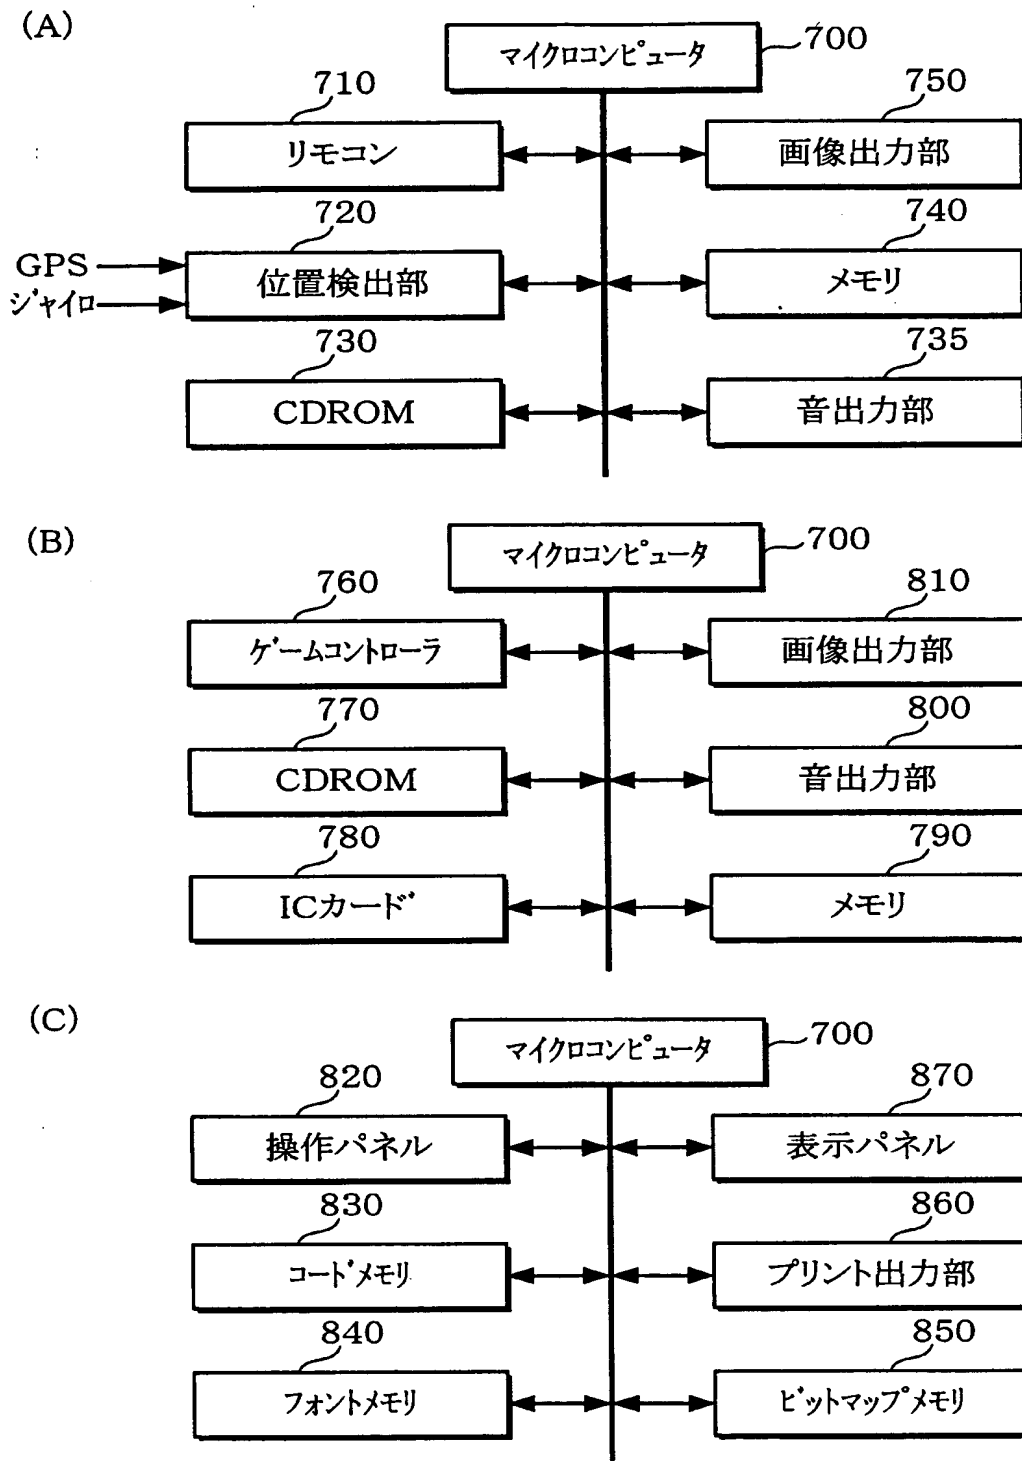 (A)
マイクロコンピュータ
700
710
リモコン
750
画像出力部
GPS
ジャイロ
720
位置検出部
740
メモリ
730
CDROM
735
音出力部
(B)
マイクロコンピュータ
700
760
ゲームコントローラ
810
画像出力部
770
CDROM
800
音出力部
780
ICカード
790
メモリ
(C)
マイクロコンピュータ
700
820
操作パネル
870
表示パネル
830
コードメモリ
860
プリント出力部
840
フォントメモリ
850
ビットマップメモリ